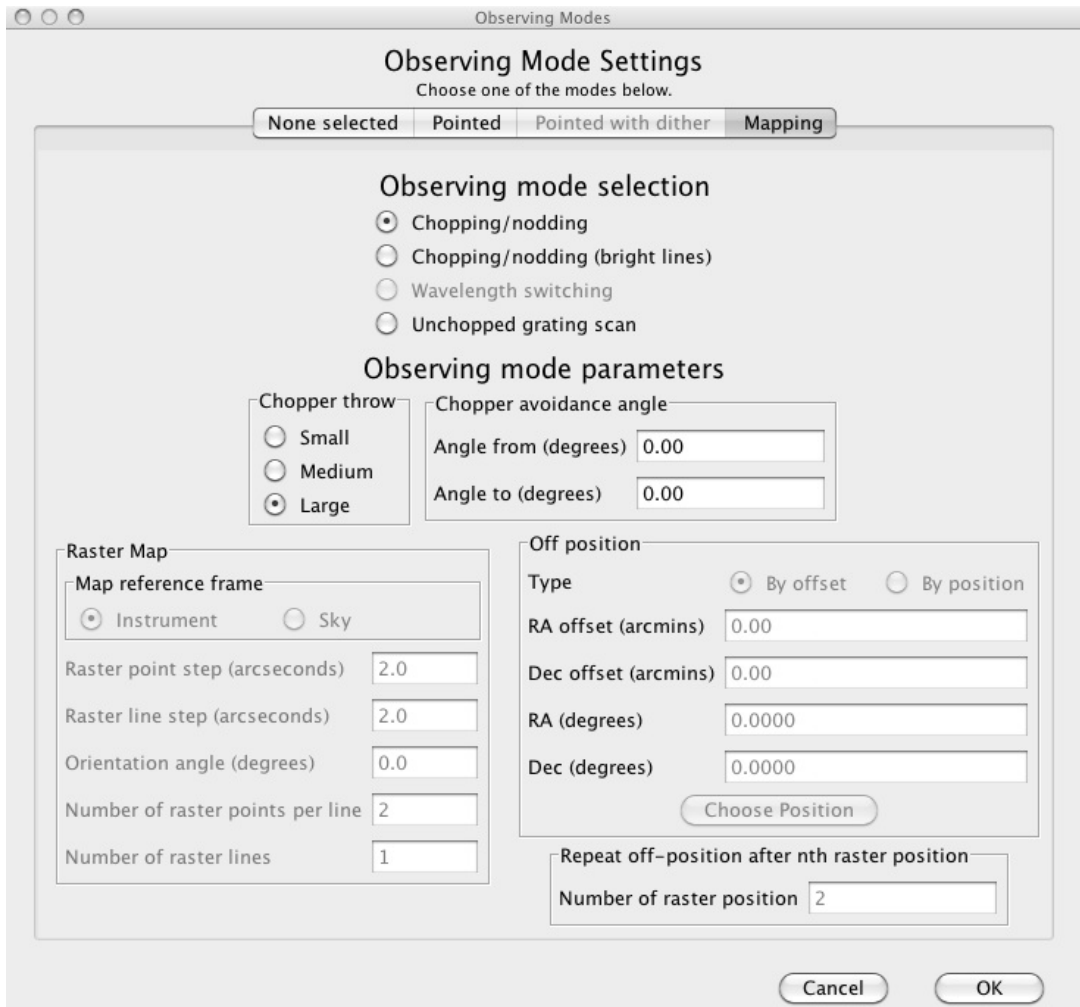 Observing Modes
Observing Mode Settings
Choose one of the modes below.
None selected Pointed Pointed with dither Mapping
Observing mode selection
Chopping/nodding
Chopping/nodding (bright lines)
Wavelength switching
Unchopped grating scan
Observing mode parameters
Chopper throw
Small
Medium
Large
Chopper avoidance angle
Angle from (degrees) 0.00
Angle to (degrees) 0.00
Raster Map
Map reference frame
Instrument Sky
Raster point step (arcseconds) 2.0
Raster line step (arcseconds) 2.0
Orientation angle (degrees) 0.0
Number of raster points per line 2
Number of raster lines 1
Off position
Type By offset By position
RA offset (arcmins) 0.00
Dec offset (arcmins) 0.00
RA (degrees) 0.0000
Dec (degrees) 0.0000
Choose Position
Repeat off-position after nth raster position
Number of raster position 2
Cancel OK